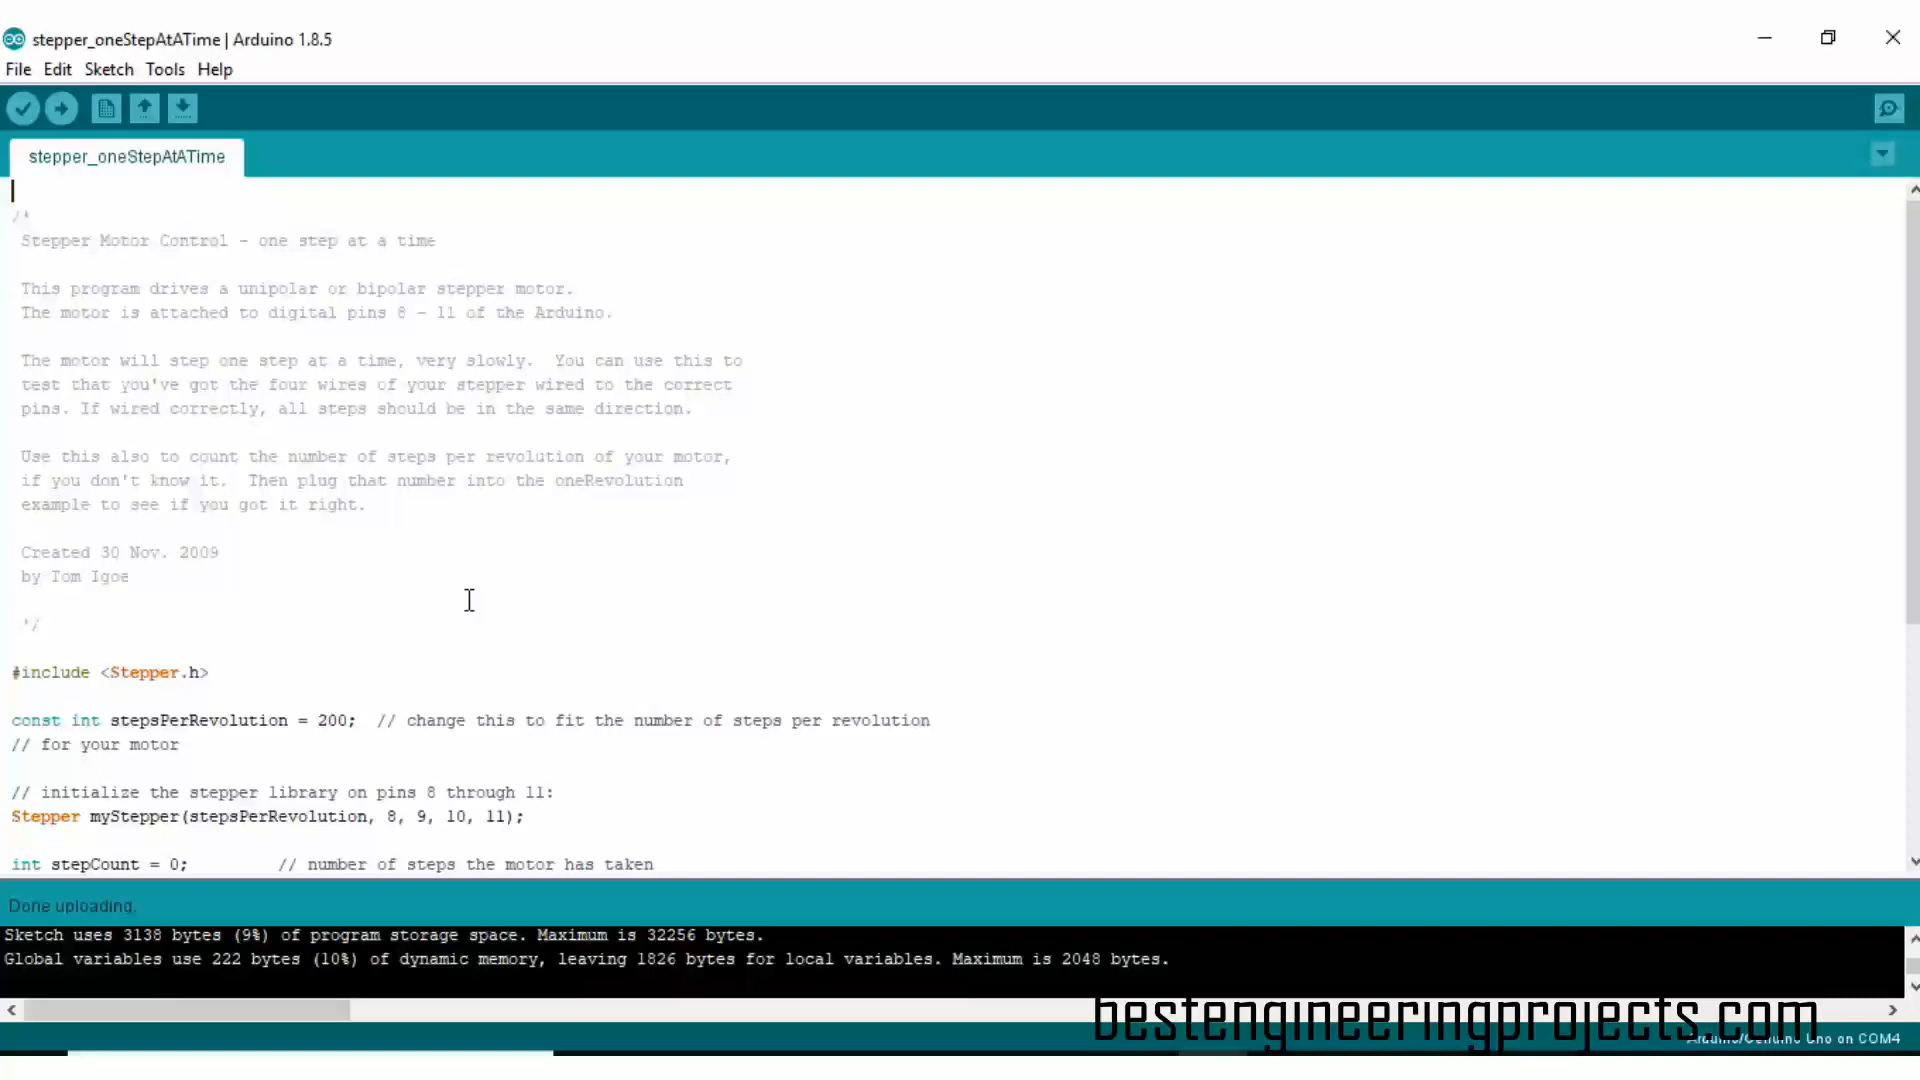 stepper_oneStepAtATime | Arduino 1.8.5
File Edit Sketch Tools Help
stepper_oneStepAtATime
/*
Stepper Motor Control - one step at a time
This program drives a unipolar or bipolar stepper motor.
The motor is attached to digital pins 8 - 11 of the Arduino.
The motor will step one step at a time, very slowly.  You can use this to
test that you've got the four wires of your stepper wired to the correct
pins. If wired correctly, all steps should be in the same direction.
Use this also to count the number of steps per revolution of your motor,
if you don't know it.  Then plug that number into the oneRevolution
example to see if you got it right.
Created 30 Nov. 2009
by Tom Igoe
*/
#include <Stepper.h>
const int stepsPerRevolution = 200;  // change this to fit the number of steps per revolution
// for your motor
// initialize the stepper library on pins 8 through 11:
Stepper myStepper(stepsPerRevolution, 8, 9, 10, 11);
int stepCount = 0;         // number of steps the motor has taken
Done uploading.
Sketch uses 3138 bytes (9%) of program storage space. Maximum is 32256 bytes.
Global variables use 222 bytes (10%) of dynamic memory, leaving 1826 bytes for local variables. Maximum is 2048 bytes.
bestengineeringprojects.com
Arduino/Genuino Uno on COM4